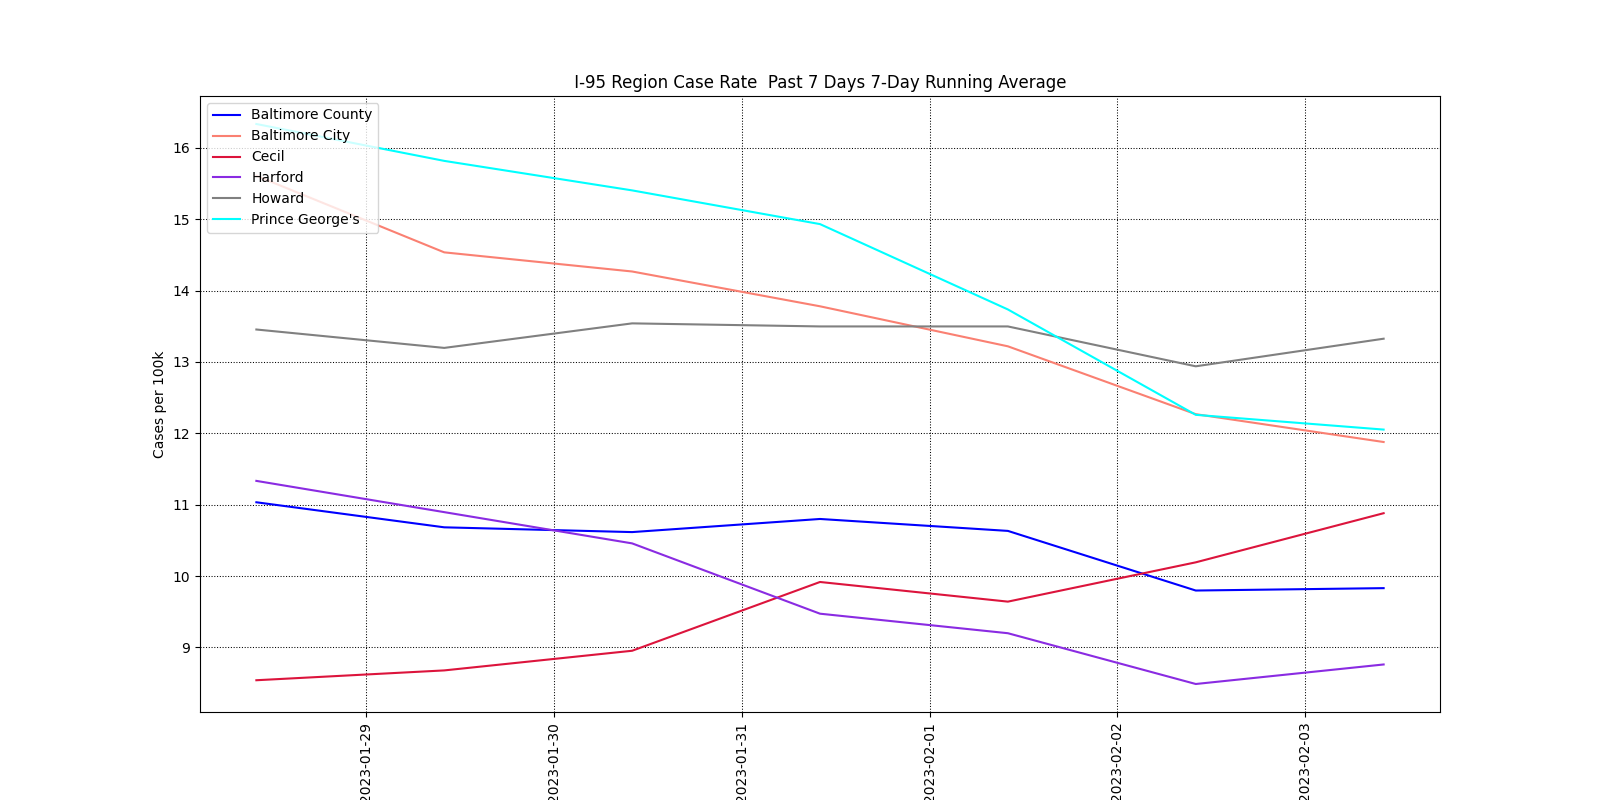 I-95 Region Case Rate  Past 7 Days 7-Day Running Average
Baltimore County
Baltimore City
Cecil
Harford
Howard
Prince George's
16
15
14
13
12
11
10
9
Cases per 100k
2023-01-29
2023-01-30
2023-01-31
2023-02-01
2023-02-02
2023-02-03